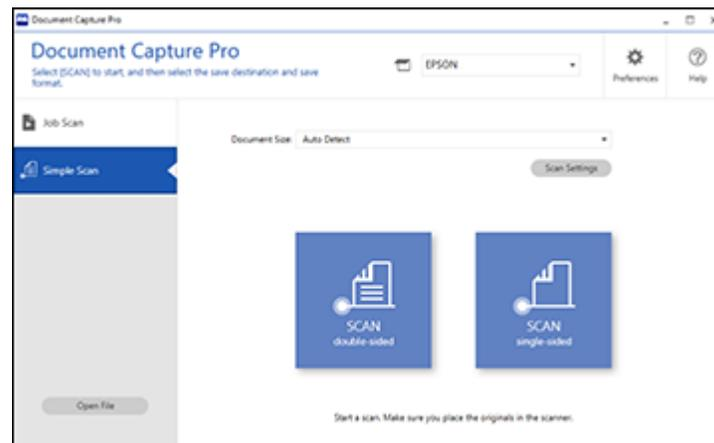 Document Capture Pro
Document Capture Pro
Select [SCAN] to start, and then select the save destination and save
format.
EPSON
Preferences
Help
Job Scan
Simple Scan
Document Size: Auto Detect
Scan Settings
SCAN
double-sided
SCAN
single-sided
Open File
Start a scan. Make sure you place the originals in the scanner.